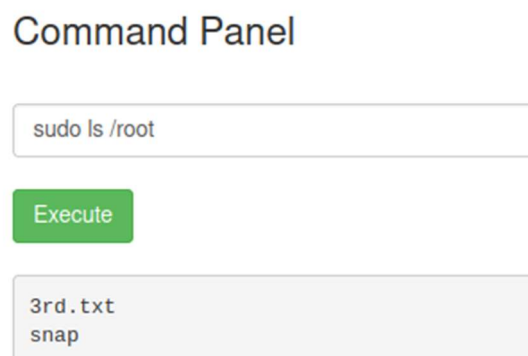 Command Panel
sudo ls /root
Execute
3rd.txt
snap